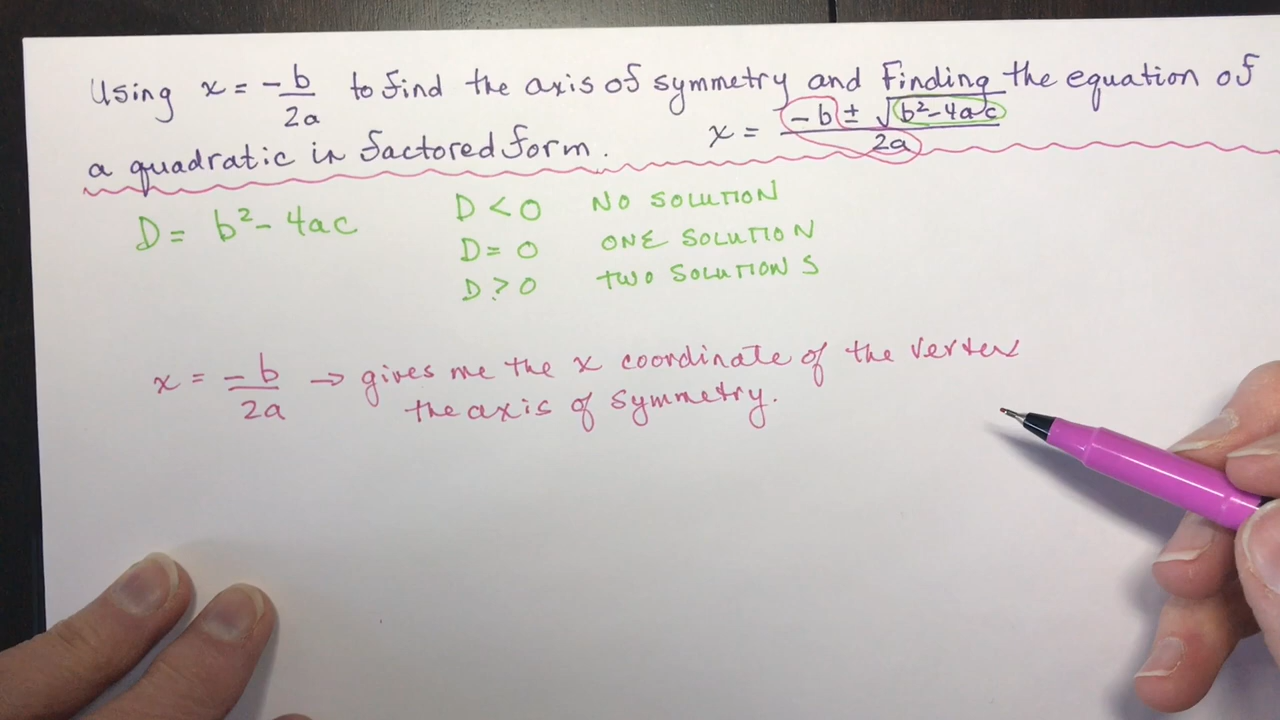 Using x = -b/2a to find the axis of symmetry and Finding the equation of
a quadratic in factored form. x = -b ± √b²-4ac / 2a
D = b² - 4ac
D < 0 NO SOLUTION
D = 0 ONE SOLUTION
D > 0 TWO SOLUTIONS
x = -b/2a → gives me the x coordinate of the vertex
the axis of symmetry.